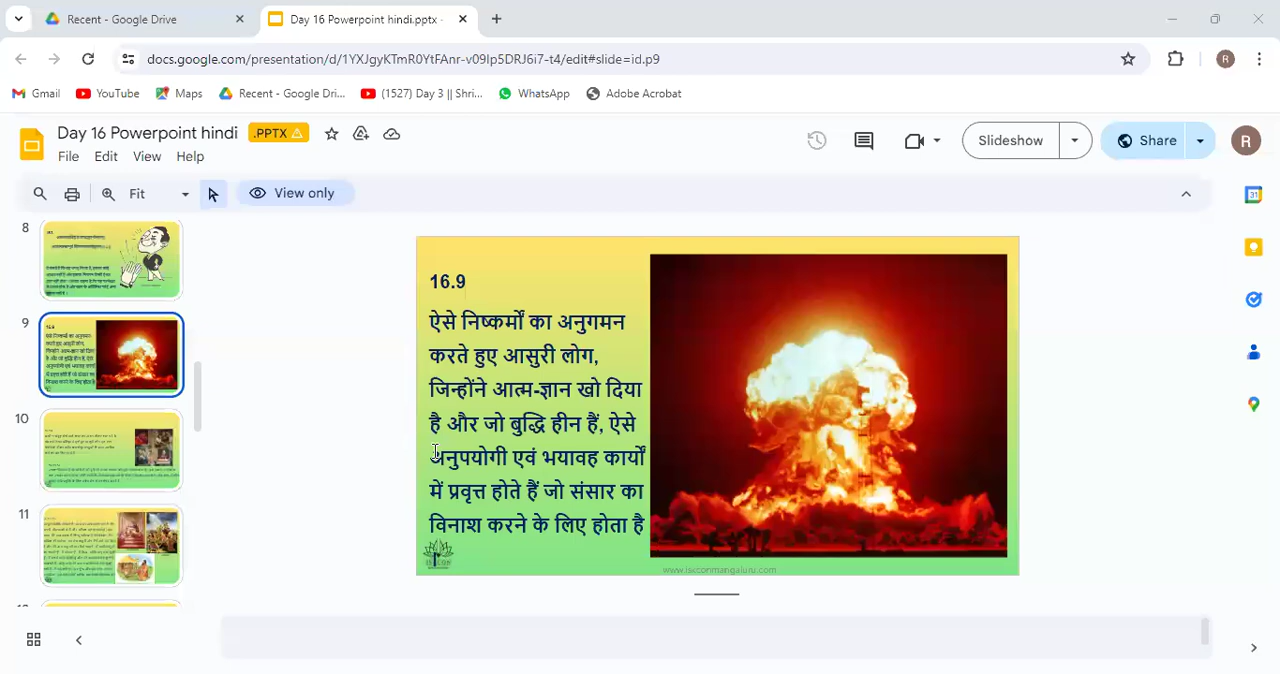 Recent - Google Drive
Day 16 Powerpoint hindi.pptx -
docs.google.com/presentation/d/1YXJgyKTmR0YtFAnr-v09Ip5DRJ6i7-t4/edit#slide=id.p9
R
Gmail
YouTube
Maps
Recent - Google Dri...
(1527) Day 3 || Shri...
WhatsApp
Adobe Acrobat
Day 16 Powerpoint hindi
.PPTX
File Edit View Help
Slideshow
Share
R
Fit
View only
31
8
9
10
11
16.9
ऐसे निष्कर्मों का अनुगमन
करते हुए आसुरी लोग,
जिन्होंने आत्म-ज्ञान खो दिया
है और जो बुद्धि हीन हैं, ऐसे
अनुपयोगी एवं भयावह कार्यों
में प्रवृत्त होते हैं जो संसार का
विनाश करने के लिए होता है
ISKCON
www.iskconmangaluru.com